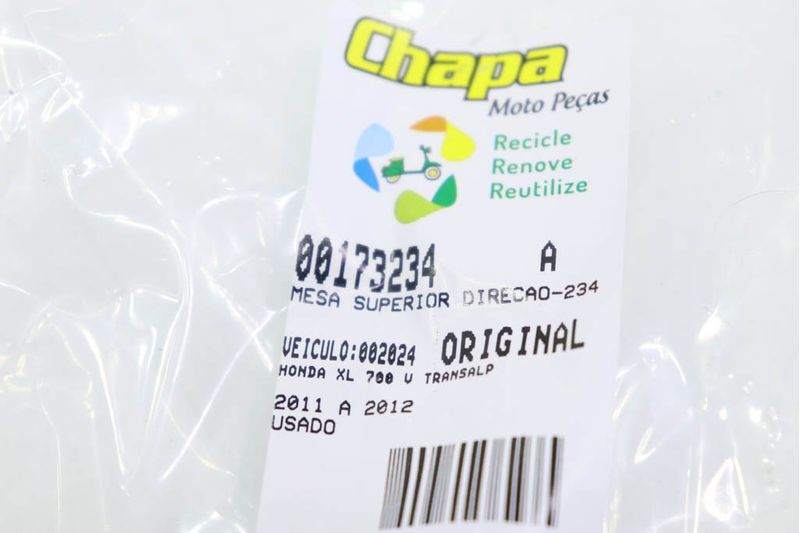 Chapa
Moto Peças
Recicle
Renove
Reutilize
00173234 A
MESA SUPERIOR DIRECAO-234
VEICULO:002024 ORIGINAL
HONDA XL 700 V TRANSALP
2011 A 2012
USADO